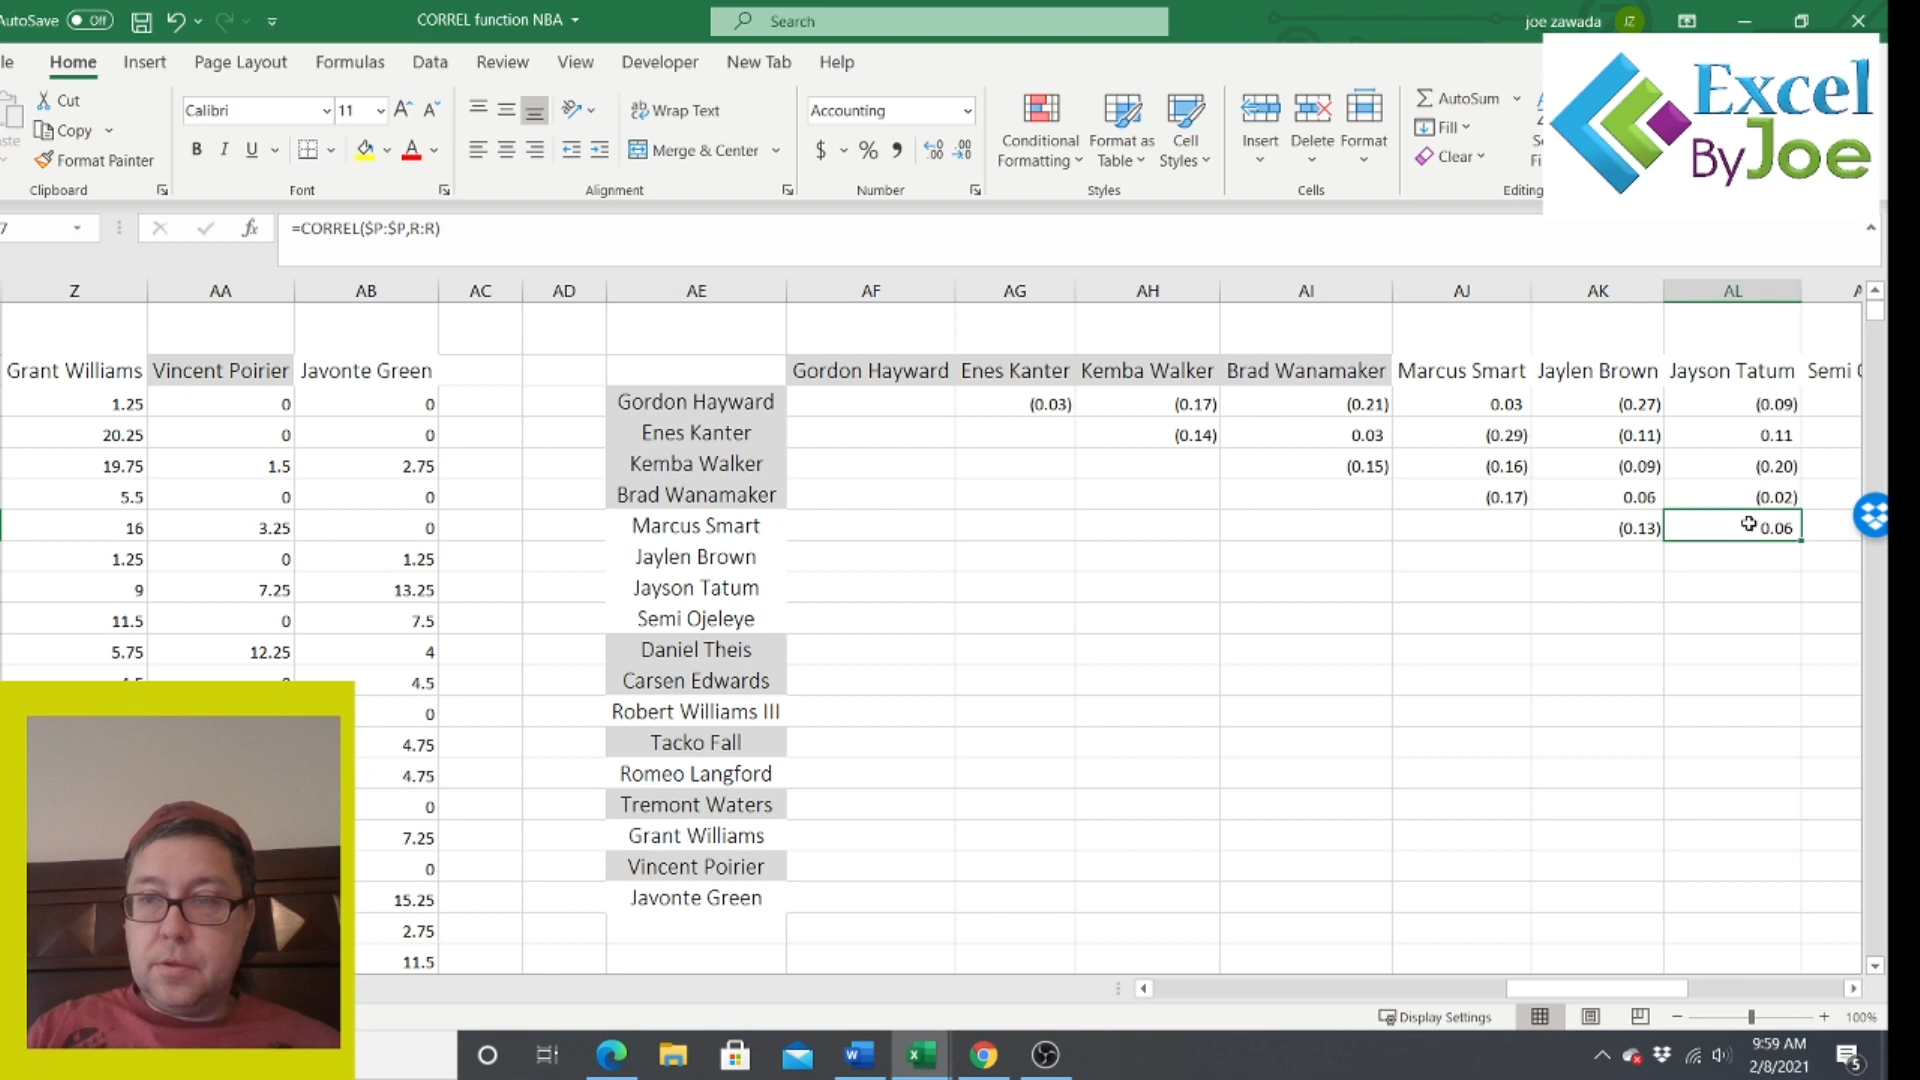 AutoSave Off
CORREL function NBA
Search
joe zawada
JZ
le Home Insert Page Layout Formulas Data Review View Developer New Tab Help
Cut
Copy
Format Painter
Clipboard
Calibri 11
B I U
Font
Wrap Text
Merge & Center
Alignment
Accounting
$ % 9
Number
Conditional Formatting
Format as Table
Cell Styles
Styles
Insert Delete Format
Cells
AutoSum
Fill
Clear
Editing
Excel
ByJoe
7
fx
=CORREL($P:$P,R:R)
Z AA AB AC AD AE AF AG AH AI AJ AK AL
Grant Williams Vincent Poirier Javonte Green Gordon Hayward Enes Kanter Kemba Walker Brad Wanamaker Marcus Smart Jaylen Brown Jayson Tatum Semi
1.25 0 0 Gordon Hayward (0.03) (0.17) (0.21) 0.03 (0.27) (0.09)
20.25 0 0 Enes Kanter (0.14) 0.03 (0.29) (0.11) 0.11
19.75 1.5 2.75 Kemba Walker (0.15) (0.16) (0.09) (0.20)
5.5 0 0 Brad Wanamaker (0.17) 0.06 (0.02)
16 3.25 0 Marcus Smart (0.13) 0.06
1.25 0 1.25 Jaylen Brown
9 7.25 13.25 Jayson Tatum
11.5 0 7.5 Semi Ojeleye
5.75 12.25 4 Daniel Theis
4.5 Carsen Edwards
0 Robert Williams III
4.75 Tacko Fall
4.75 Romeo Langford
0 Tremont Waters
7.25 Grant Williams
0 Vincent Poirier
15.25 Javonte Green
2.75
11.5
Display Settings
100%
9:59 AM
2/8/2021
5